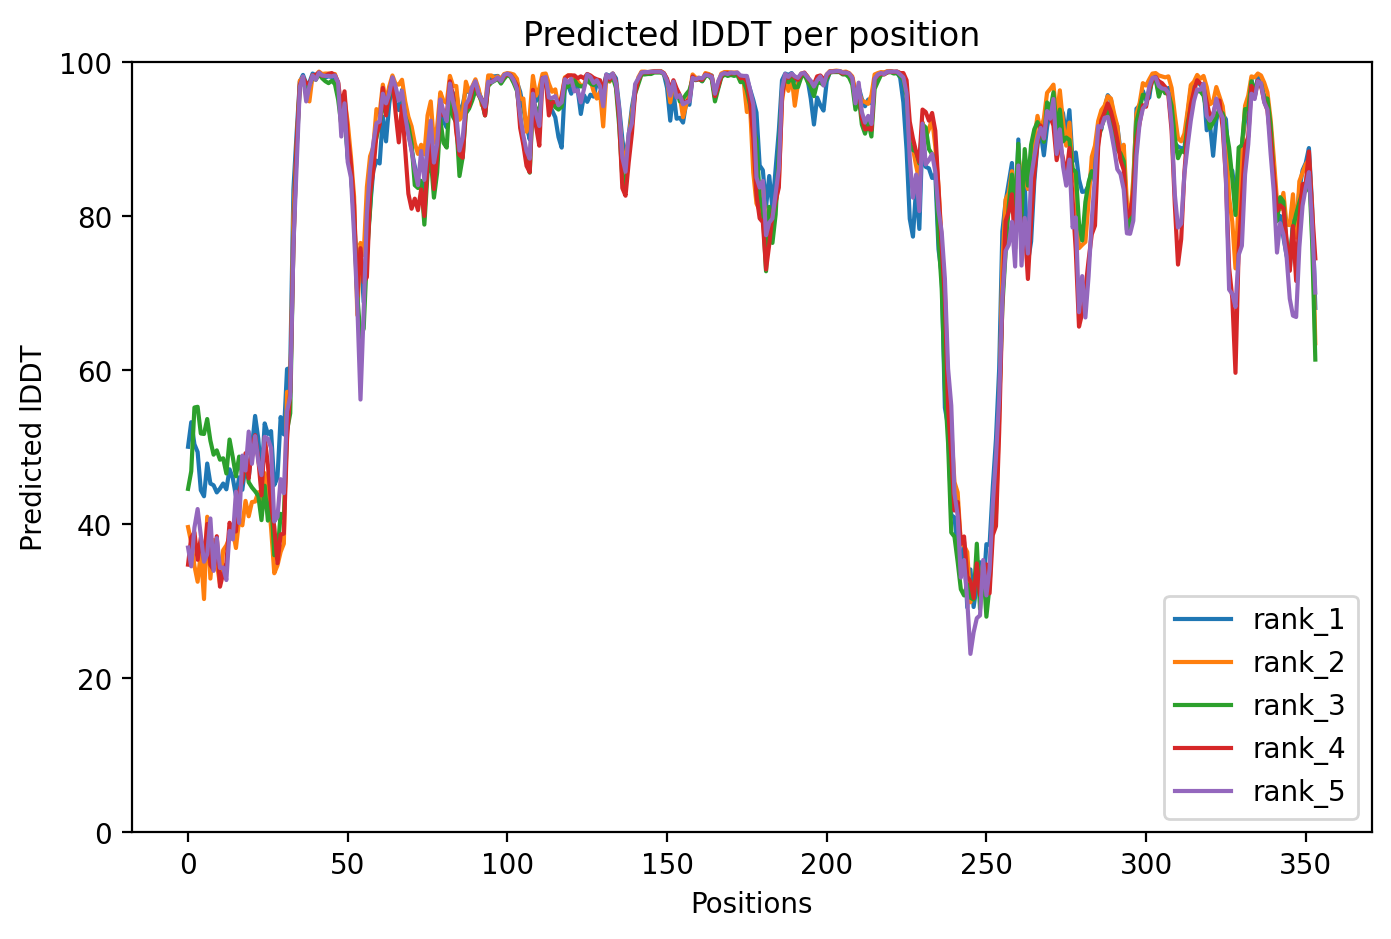 Predicted lDDT per position
Predicted lDDT
100
80
60
40
20
0
0 50 100 150 200 250 300 350
Positions
rank_1
rank_2
rank_3
rank_4
rank_5